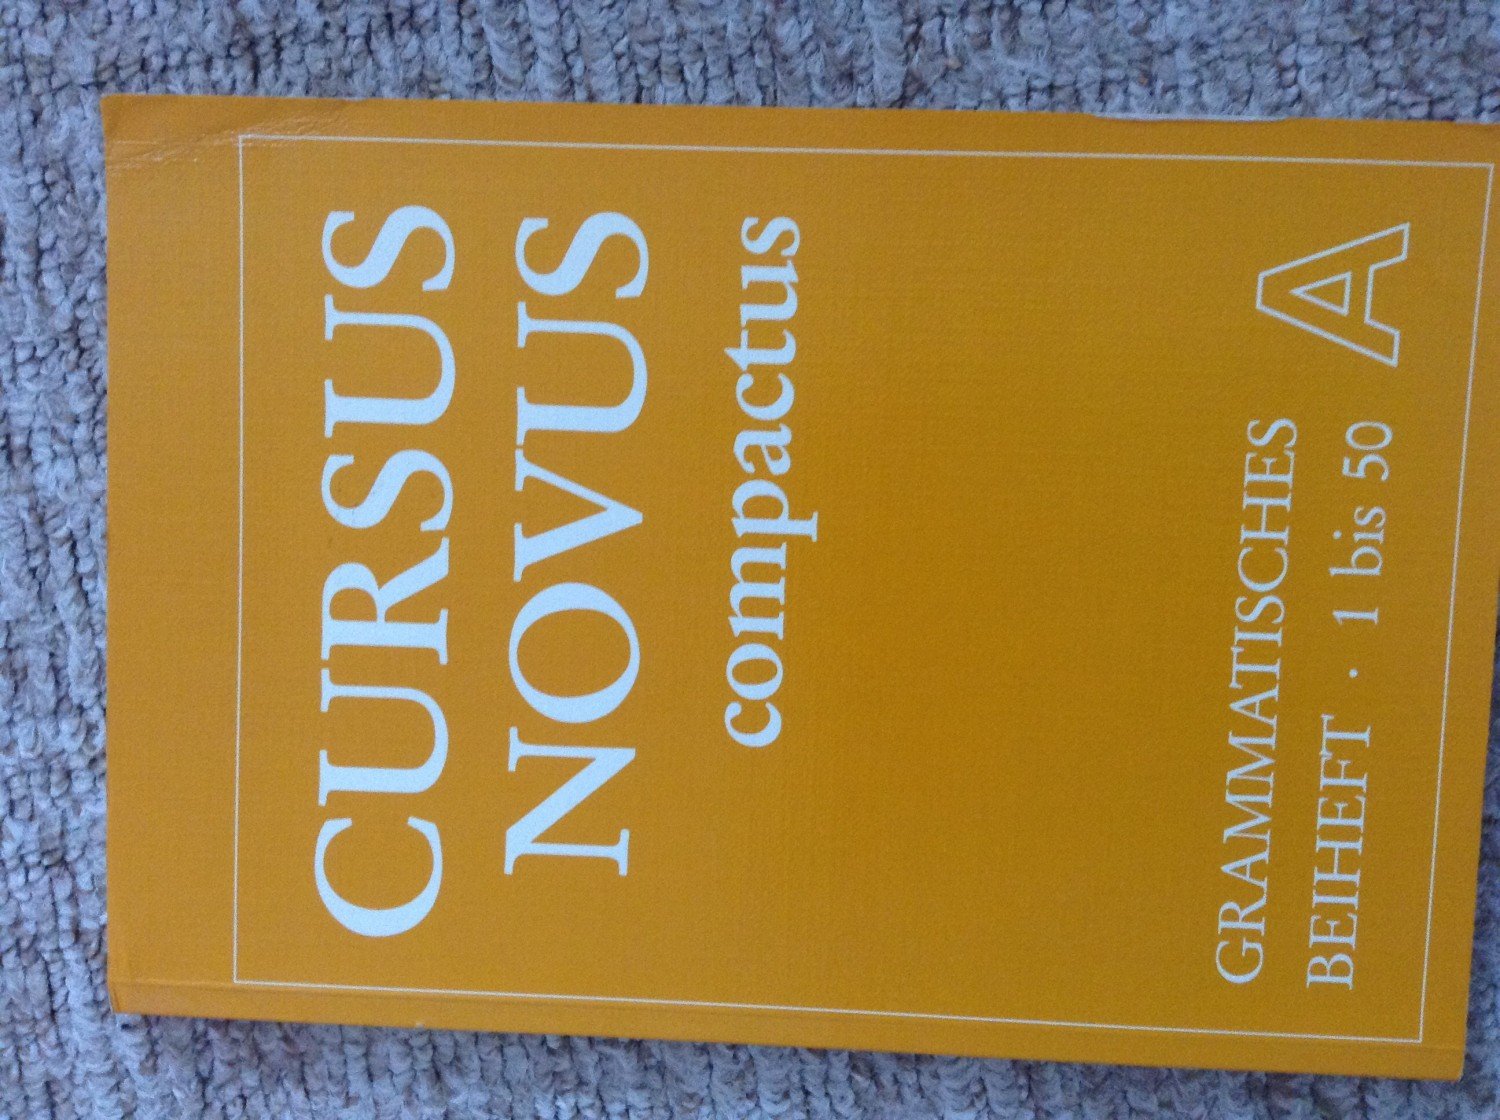 CURSUS
NOVUS
compactus
GRAMMATISCHES
BEIHEFT · 1 bis 50 A